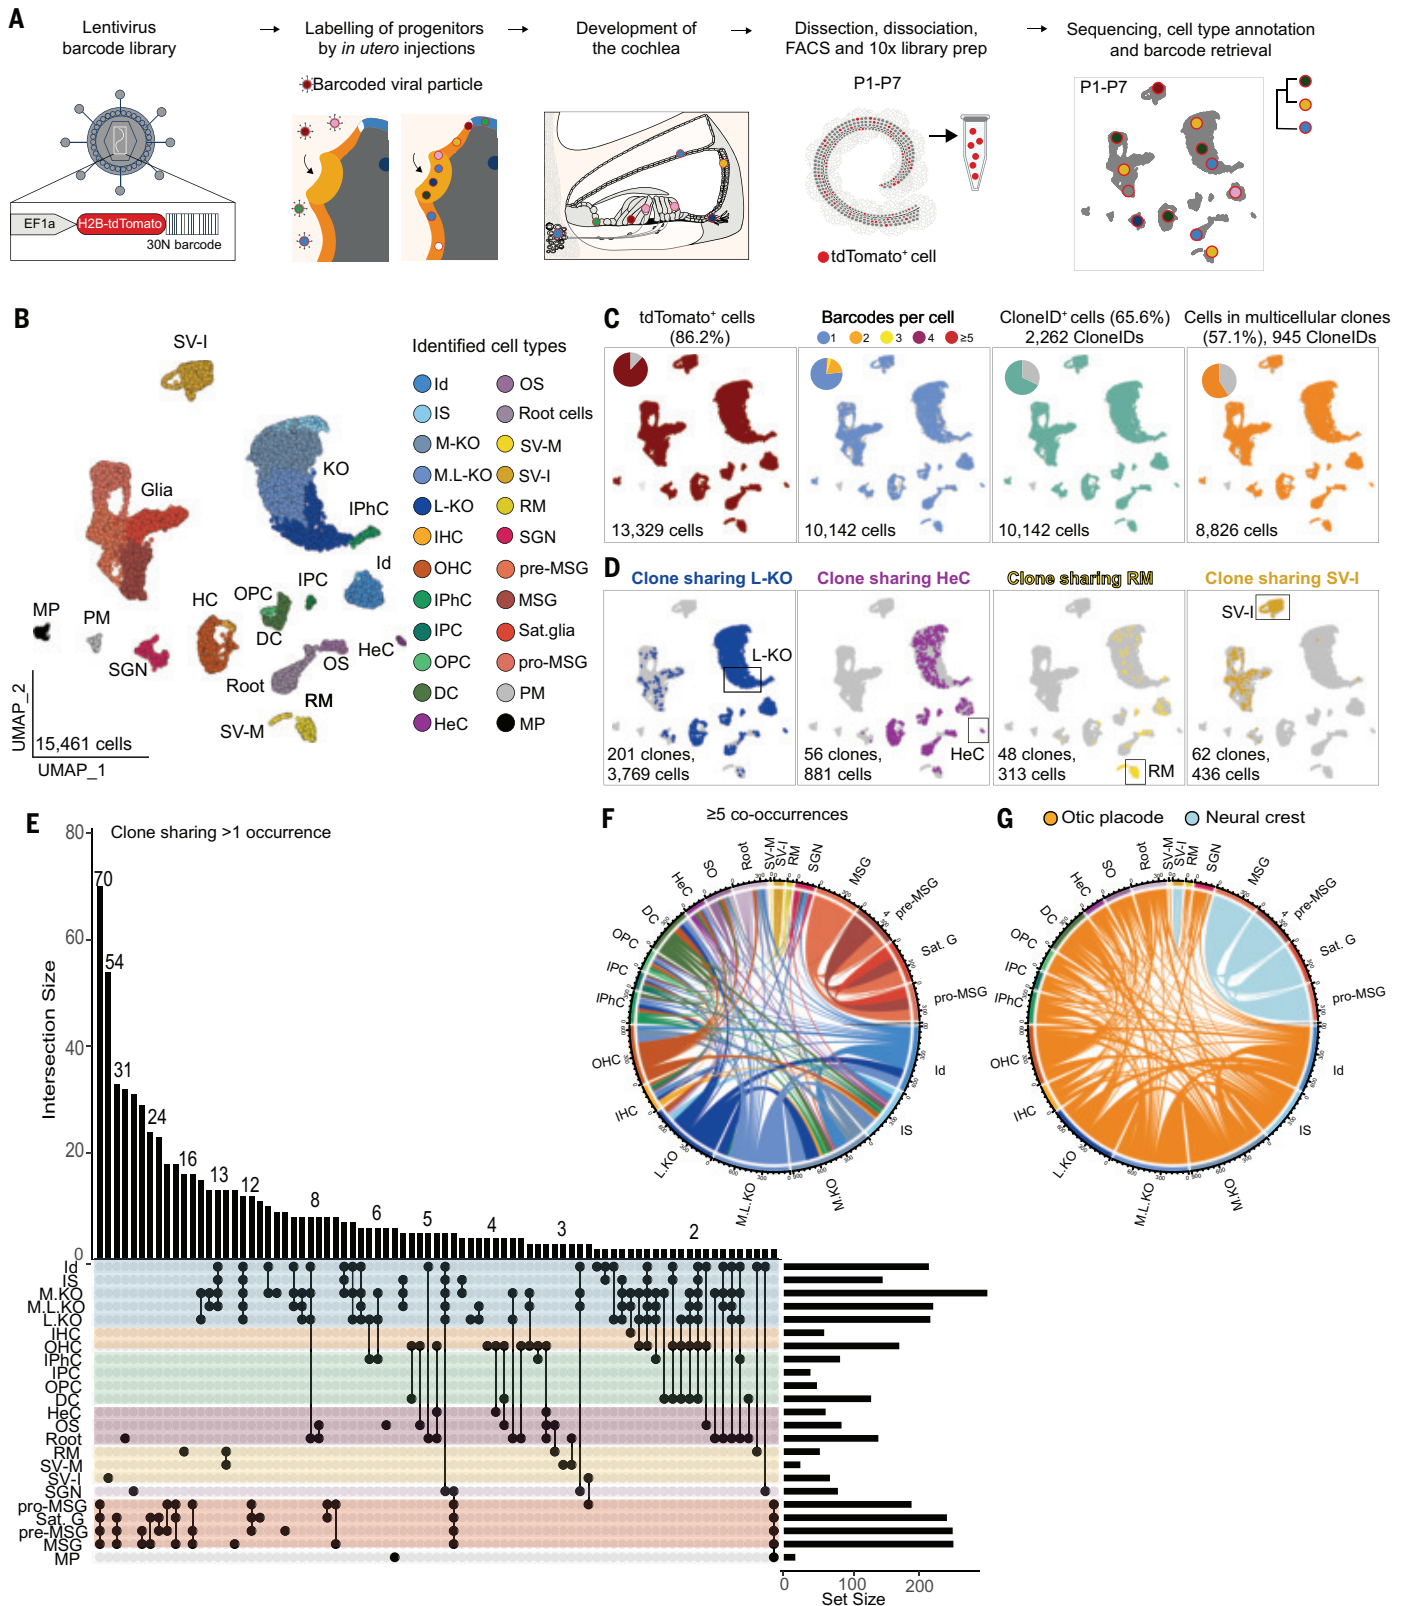 A
Lentivirus
barcode library
Labelling of progenitors
by in utero injections
Development of
the cochlea
Dissection, dissociation,
FACS and 10x library prep
Sequencing, cell type annotation
and barcode retrieval
Barcoded viral particle
P1-P7
P1-P7
EF1a
H2B-tdTomato
30N barcode
tdTomato+ cell
B
SV-I
KO
Glia
IPhC
Id
IPC
OPC
HC
DC
MP
PM
SGN
HeC
OS
Root
RM
SV-M
UMAP_2
15,461 cells
UMAP_1
Identified cell types
Id
IS
M-KO
M.L-KO
L-KO
IHC
OHC
IPhC
IPC
OPC
DC
HeC
OS
Root cells
SV-M
SV-I
RM
SGN
pre-MSG
MSG
Sat.glia
pro-MSG
PM
MP
C
tdTomato+ cells
(86.2%)
13,329 cells
Barcodes per cell
1 2 3 4 ≥5
10,142 cells
CloneID+ cells (65.6%)
2,262 CloneIDs
10,142 cells
Cells in multicellular clones
(57.1%), 945 CloneIDs
8,826 cells
D
Clone sharing L-KO
L-KO
201 clones,
3,769 cells
Clone sharing HeC
HeC
56 clones,
881 cells
Clone sharing RM
RM
48 clones,
313 cells
Clone sharing SV-I
SV-I
62 clones,
436 cells
E
Clone sharing >1 occurrence
Intersection Size
80
60
40
20
0
70
54
31
24
16
13
12
8
6
5
4
3
2
Id
IS
M.KO
M.L.KO
L.KO
IHC
OHC
IPhC
IPC
OPC
DC
HeC
OS
Root
RM
SV-M
SV-I
SGN
pro-MSG
Sat. G
pre-MSG
MSG
MP
0 100 200
Set Size
F
≥5 co-occurrences
SV-M
SV-I
RM
SGN
MSG
pre-MSG
Sat. G
pro-MSG
Id
IS
M.KO
M.L.KO
L.KO
IHC
OHC
IPhC
IPC
OPC
DC
HeC
SO
Root
G
Otic placode
Neural crest
SV-M
SV-I
RM
SGN
MSG
pre-MSG
Sat. G
pro-MSG
Id
IS
M.KO
M.L.KO
L.KO
IHC
OHC
IPhC
IPC
OPC
DC
HeC
SO
Root